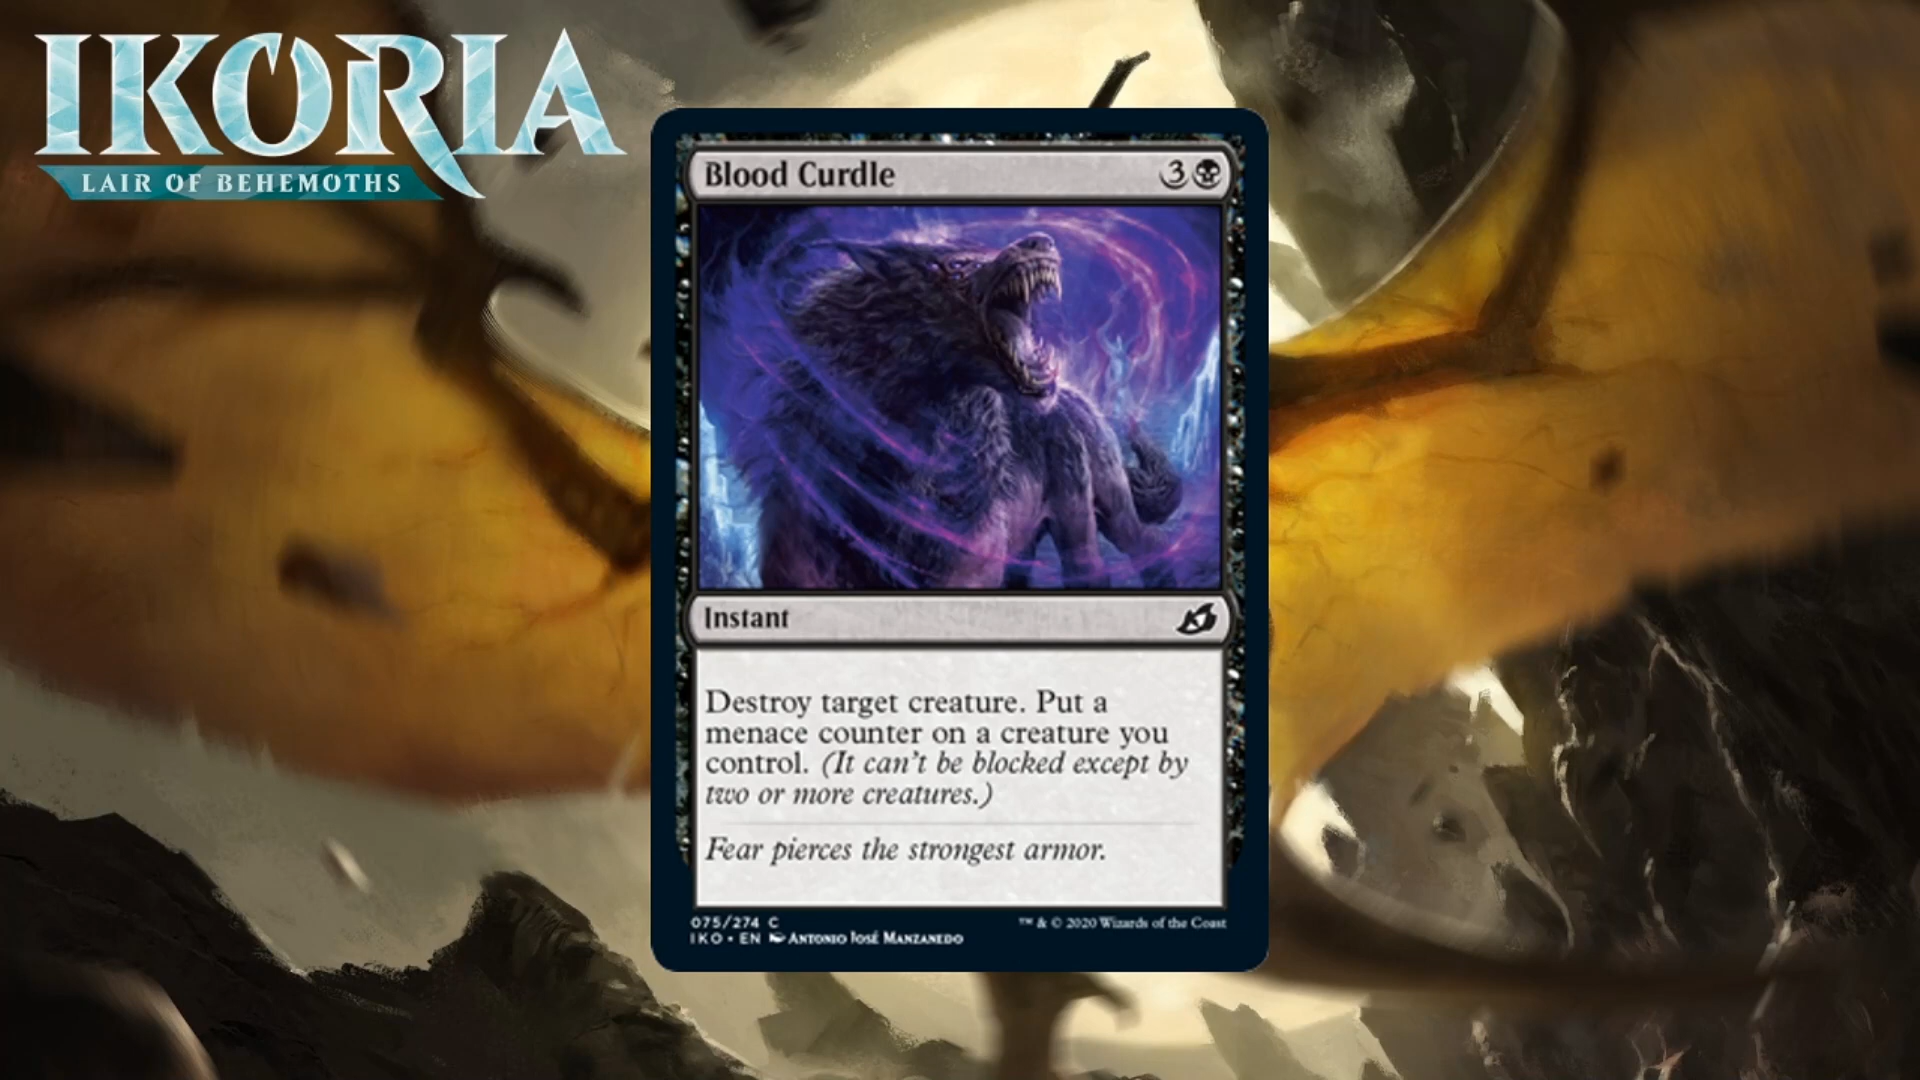 IKORIA
LAIR OF BEHEMOTHS
Blood Curdle 3
Instant
Destroy target creature. Put a
menace counter on a creature you
control. (It can't be blocked except by
two or more creatures.)
Fear pierces the strongest armor.
075/274 C
™ & © 2020 Wizards of the Coast
IKO • EN Antonio José Manzanedo